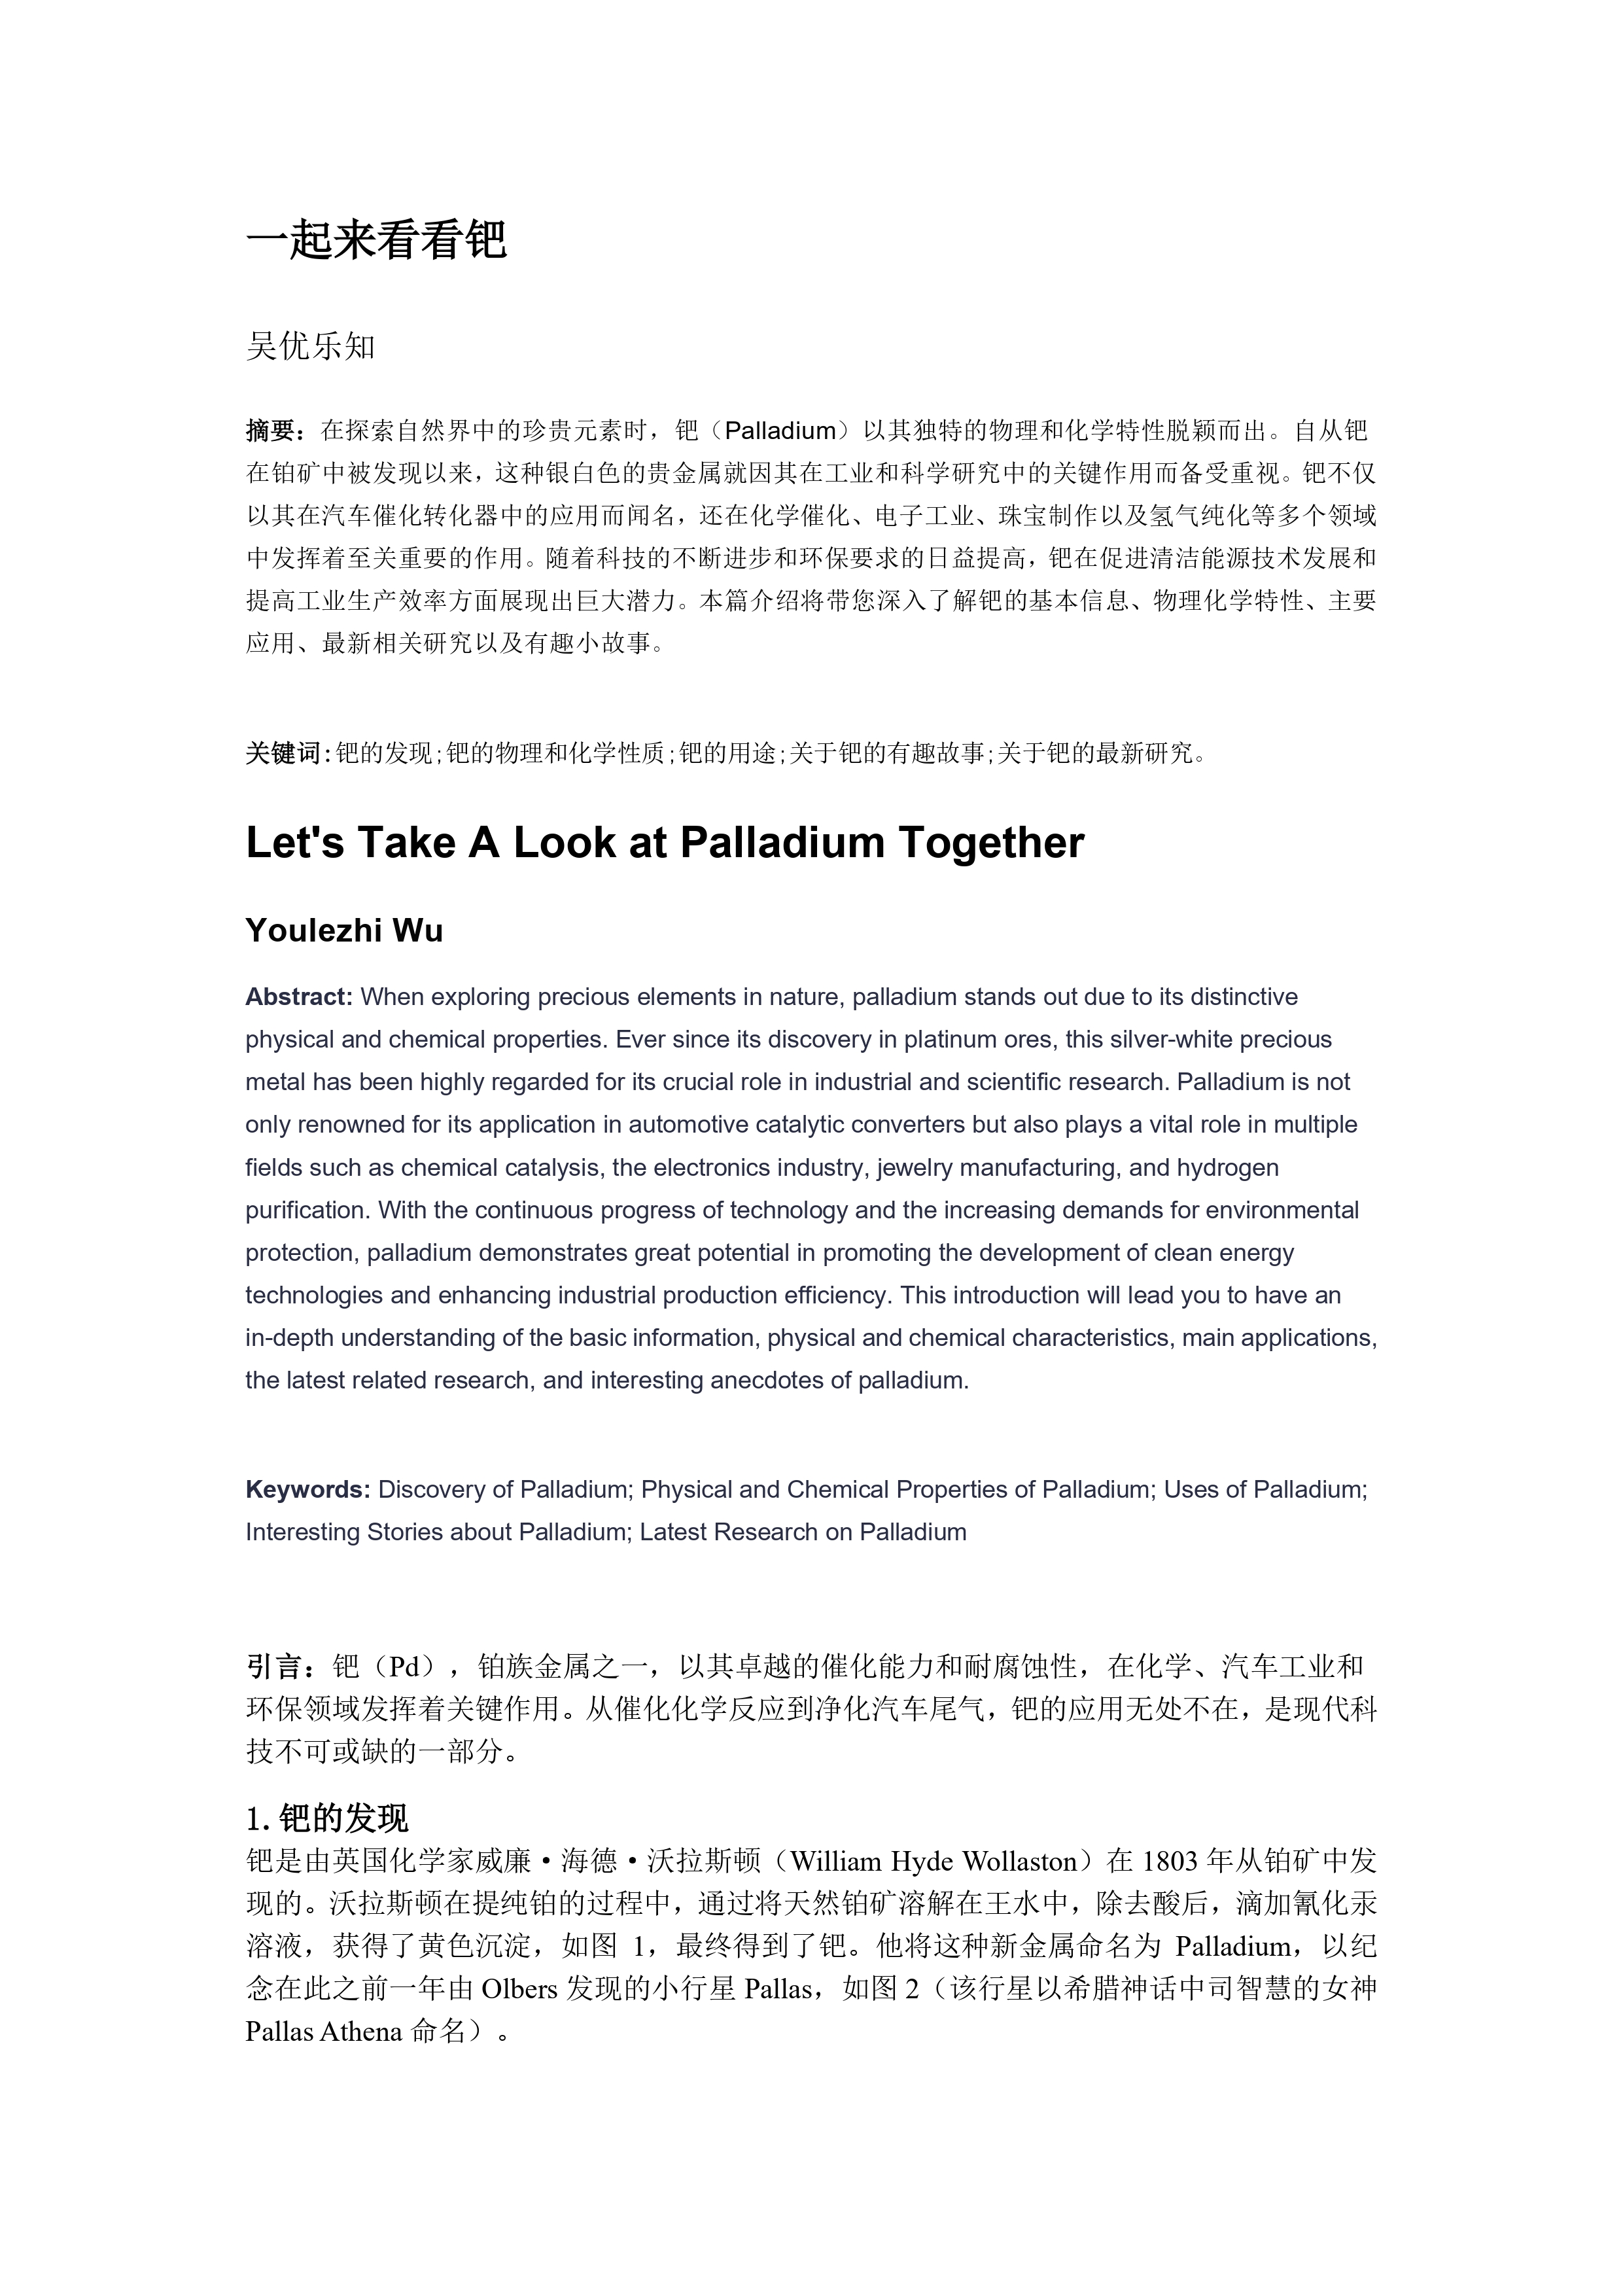 一起来看看钯
吴优乐知
摘要：在探索自然界中的珍贵元素时，钯（Palladium）以其独特的物理和化学特性脱颖而出。自从钯
在铂矿中被发现以来，这种银白色的贵金属就因其在工业和科学研究中的关键作用而备受重视。钯不仅
以其在汽车催化转化器中的应用而闻名，还在化学催化、电子工业、珠宝制作以及氢气纯化等多个领域
中发挥着至关重要的作用。随着科技的不断进步和环保要求的日益提高，钯在促进清洁能源技术发展和
提高工业生产效率方面展现出巨大潜力。本篇介绍将带您深入了解钯的基本信息、物理化学特性、主要
应用、最新相关研究以及有趣小故事。
关键词:钯的发现;钯的物理和化学性质;钯的用途;关于钯的有趣故事;关于钯的最新研究。
Let's Take A Look at Palladium Together
Youlezhi Wu
Abstract: When exploring precious elements in nature, palladium stands out due to its distinctive
physical and chemical properties. Ever since its discovery in platinum ores, this silver-white precious
metal has been highly regarded for its crucial role in industrial and scientific research. Palladium is not
only renowned for its application in automotive catalytic converters but also plays a vital role in multiple
fields such as chemical catalysis, the electronics industry, jewelry manufacturing, and hydrogen
purification. With the continuous progress of technology and the increasing demands for environmental
protection, palladium demonstrates great potential in promoting the development of clean energy
technologies and enhancing industrial production efficiency. This introduction will lead you to have an
in-depth understanding of the basic information, physical and chemical characteristics, main applications,
the latest related research, and interesting anecdotes of palladium.
Keywords: Discovery of Palladium; Physical and Chemical Properties of Palladium; Uses of Palladium;
Interesting Stories about Palladium; Latest Research on Palladium
引言：钯（Pd），铂族金属之一，以其卓越的催化能力和耐腐蚀性，在化学、汽车工业和
环保领域发挥着关键作用。从催化化学反应到净化汽车尾气，钯的应用无处不在，是现代科
技不可或缺的一部分。
1. 钯的发现
钯是由英国化学家威廉·海德·沃拉斯顿（William Hyde Wollaston）在 1803 年从铂矿中发
现的。沃拉斯顿在提纯铂的过程中，通过将天然铂矿溶解在王水中，除去酸后，滴加氰化汞
溶液，获得了黄色沉淀，如图 1，最终得到了钯。他将这种新金属命名为 Palladium，以纪
念在此之前一年由 Olbers 发现的小行星 Pallas，如图 2（该行星以希腊神话中司智慧的女神
Pallas Athena 命名）。